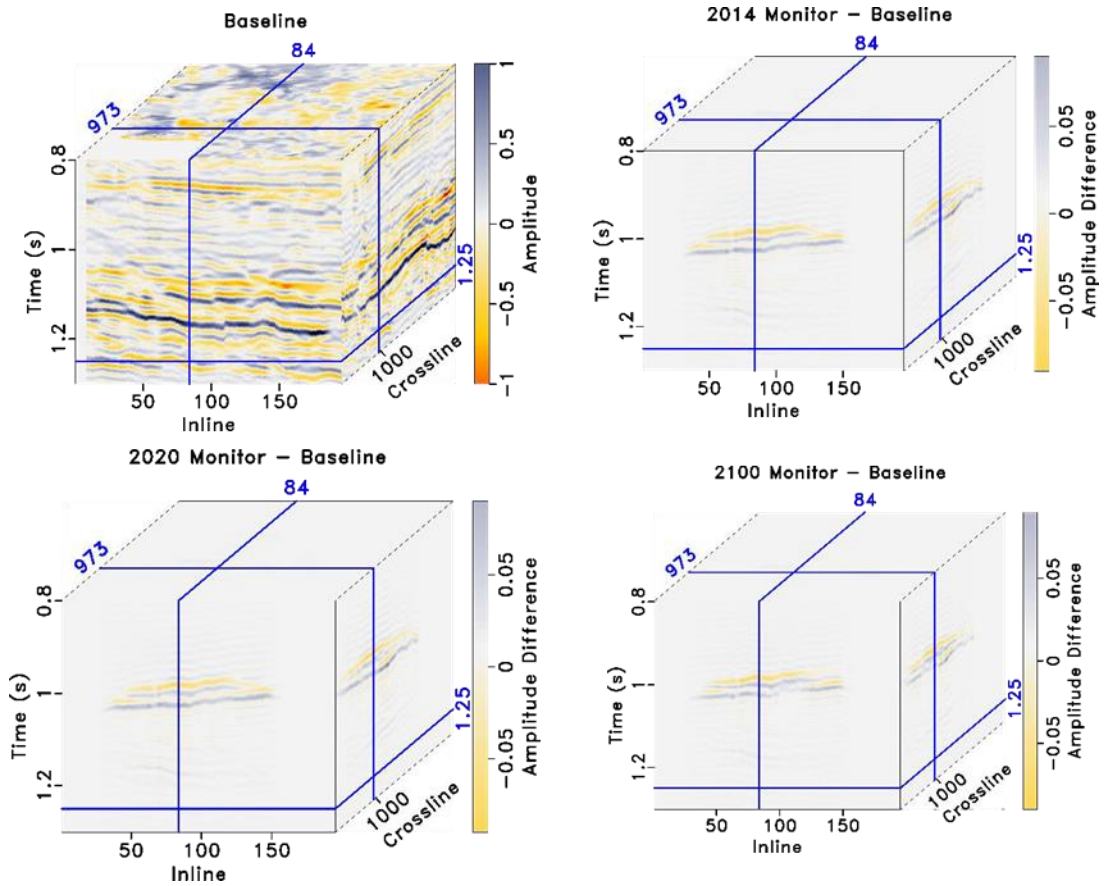 Baseline
84
973
0.8
1
1.2
Time (s)
50 100 150
Inline
1000
Crossline
1.25
1
0.5
0
−0.5
−1
Amplitude
2014 Monitor − Baseline
84
973
0.8
1
1.2
Time (s)
50 100 150
Inline
1000
Crossline
1.25
0.05
0
−0.05
Amplitude Difference
2020 Monitor − Baseline
84
973
0.8
1
1.2
Time (s)
50 100 150
Inline
1000
Crossline
1.25
0.05
0
−0.05
Amplitude Difference
2100 Monitor − Baseline
84
973
0.8
1
1.2
Time (s)
50 100 150
Inline
1000
Crossline
1.25
0.05
0
−0.05
Amplitude Difference